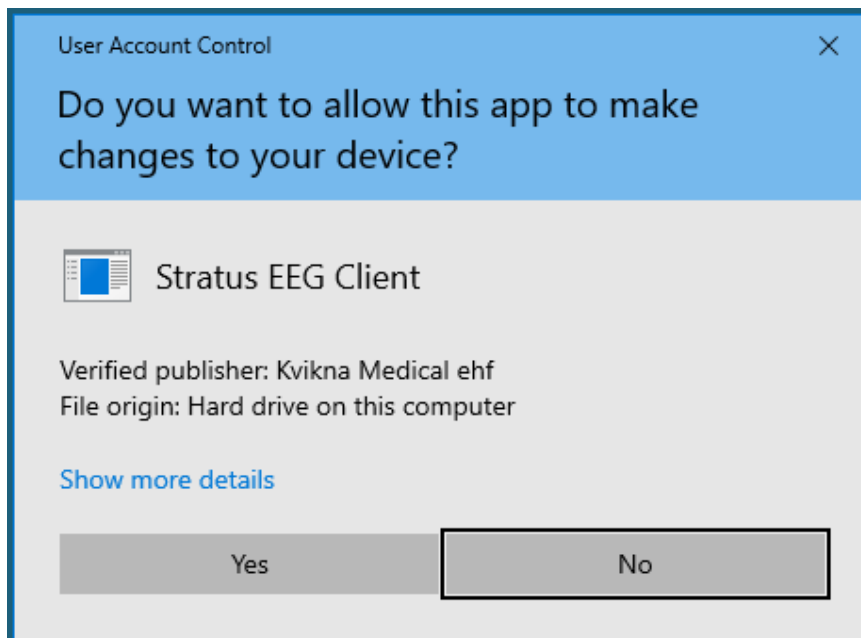 User Account Control
Do you want to allow this app to make
changes to your device?
Stratus EEG Client
Verified publisher: Kvikna Medical ehf
File origin: Hard drive on this computer
Show more details
Yes
No